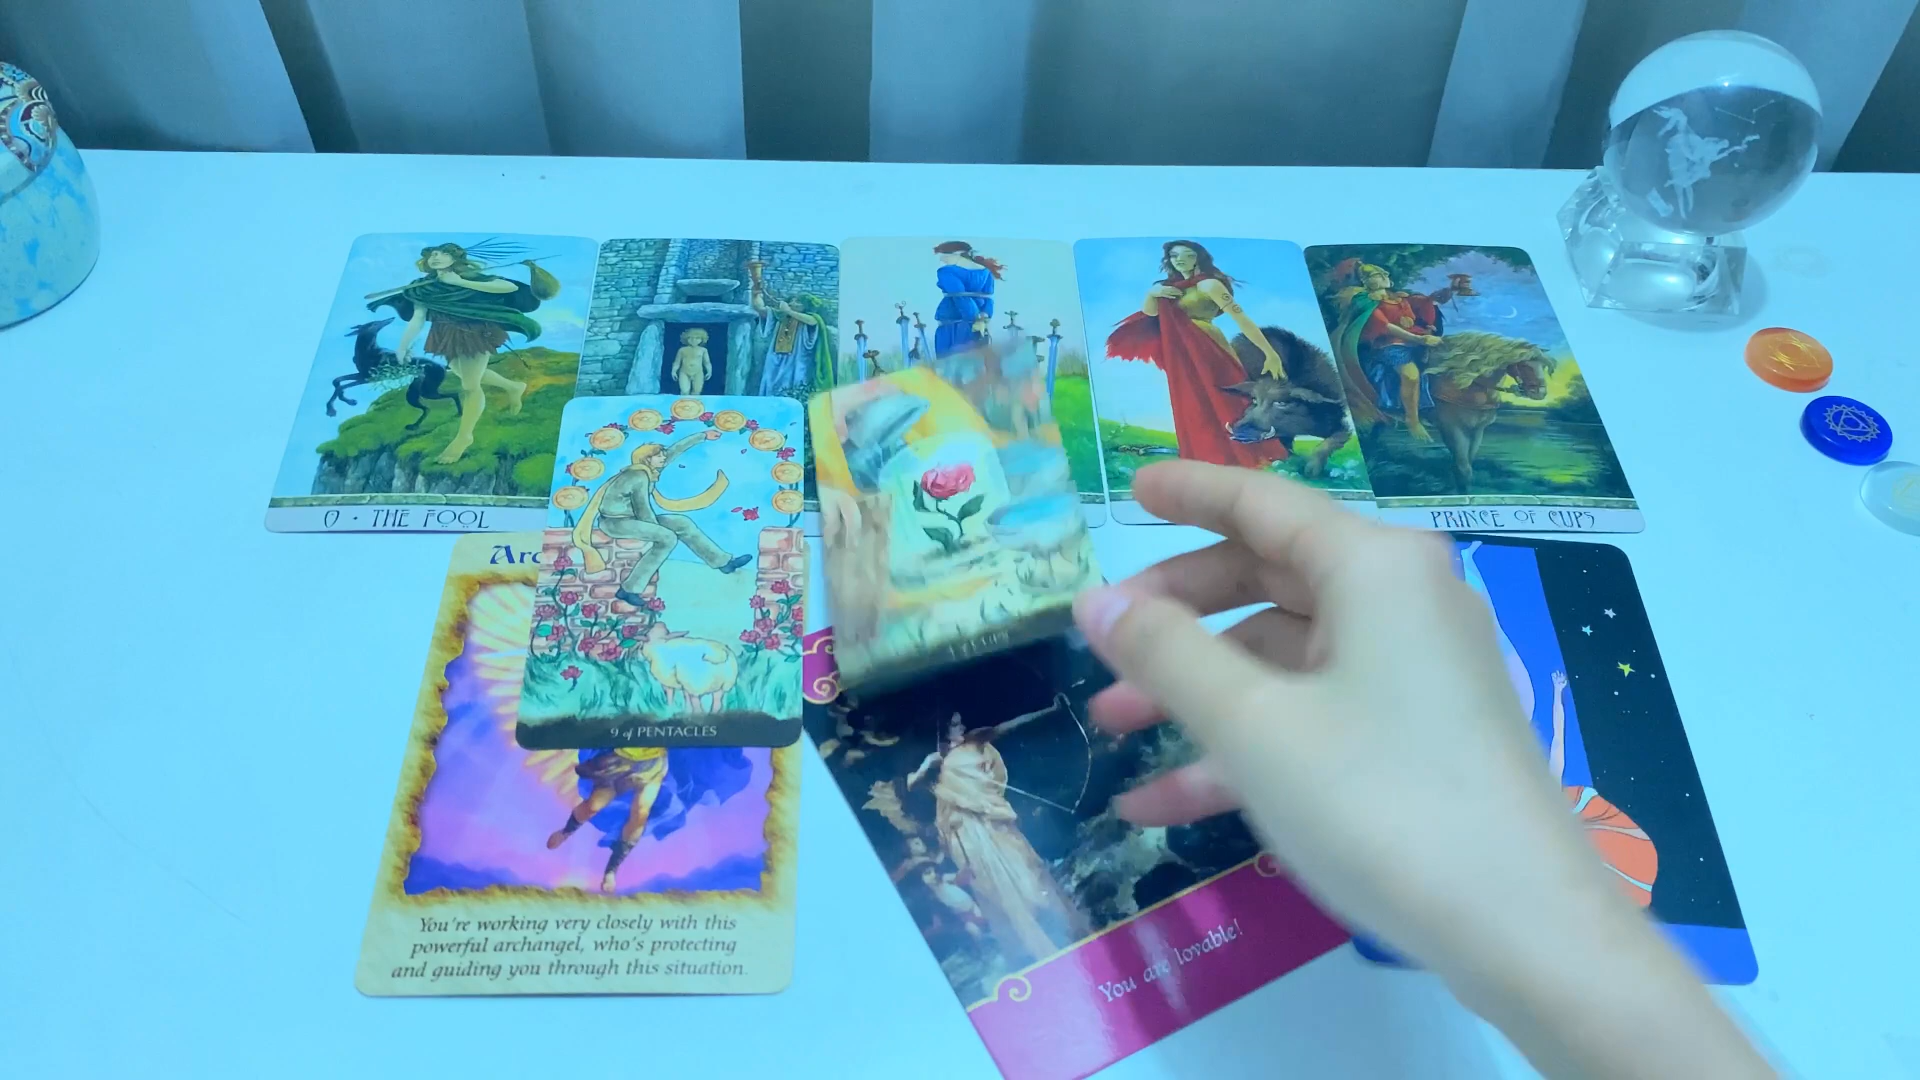 0 · THE FOOL
PRINCE OF CUPS
Arc
9 of PENTACLES
You're working very closely with this
powerful archangel, who's protecting
and guiding you through this situation.
You are lovable!